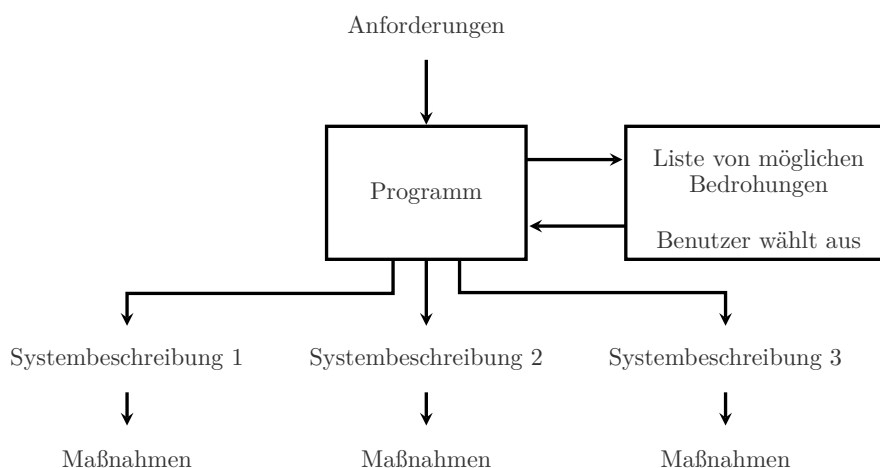 Anforderungen
Programm
Liste von möglichen
Bedrohungen
Benutzer wählt aus
Systembeschreibung 1
Systembeschreibung 2
Systembeschreibung 3
Maßnahmen
Maßnahmen
Maßnahmen